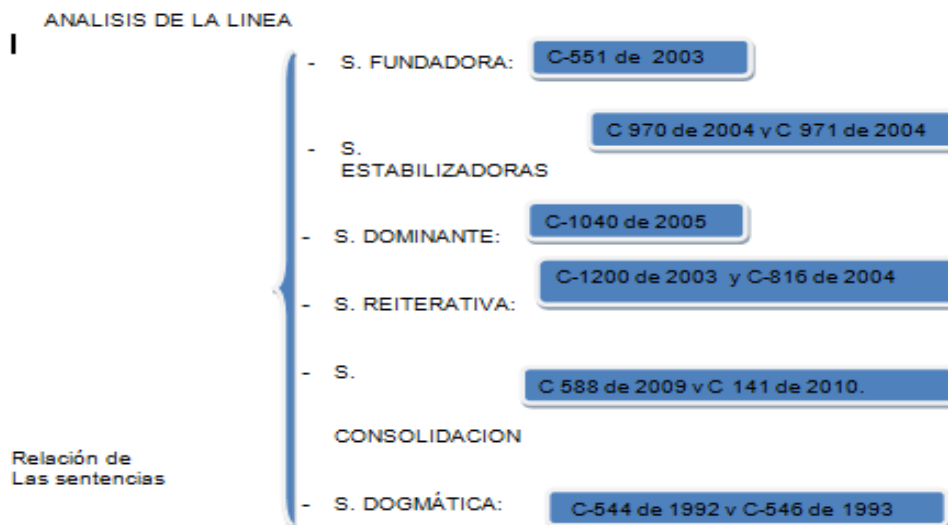 ANALISIS DE LA LINEA
- S. FUNDADORA: C-551 de 2003
C 970 de 2004 y C 971 de 2004
- S.
ESTABILIZADORAS
- S. DOMINANTE: C-1040 de 2005
C-1200 de 2003 y C-816 de 2004
- S. REITERATIVA:
- S.
C 588 de 2009 y C 141 de 2010.
CONSOLIDACION
Relación de
Las sentencias
- S. DOGMÁTICA: C-544 de 1992 y C-546 de 1993